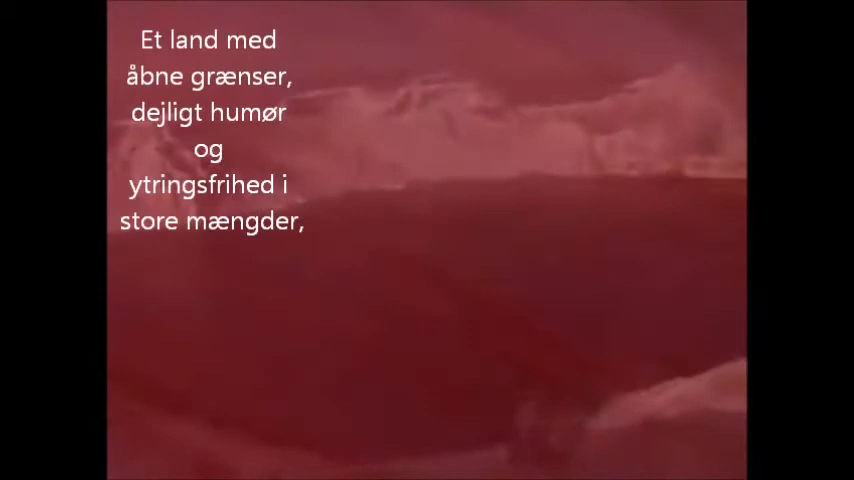 Et land med
åbne grænser,
dejligt humør
og
ytringsfrihed i
store mængder,